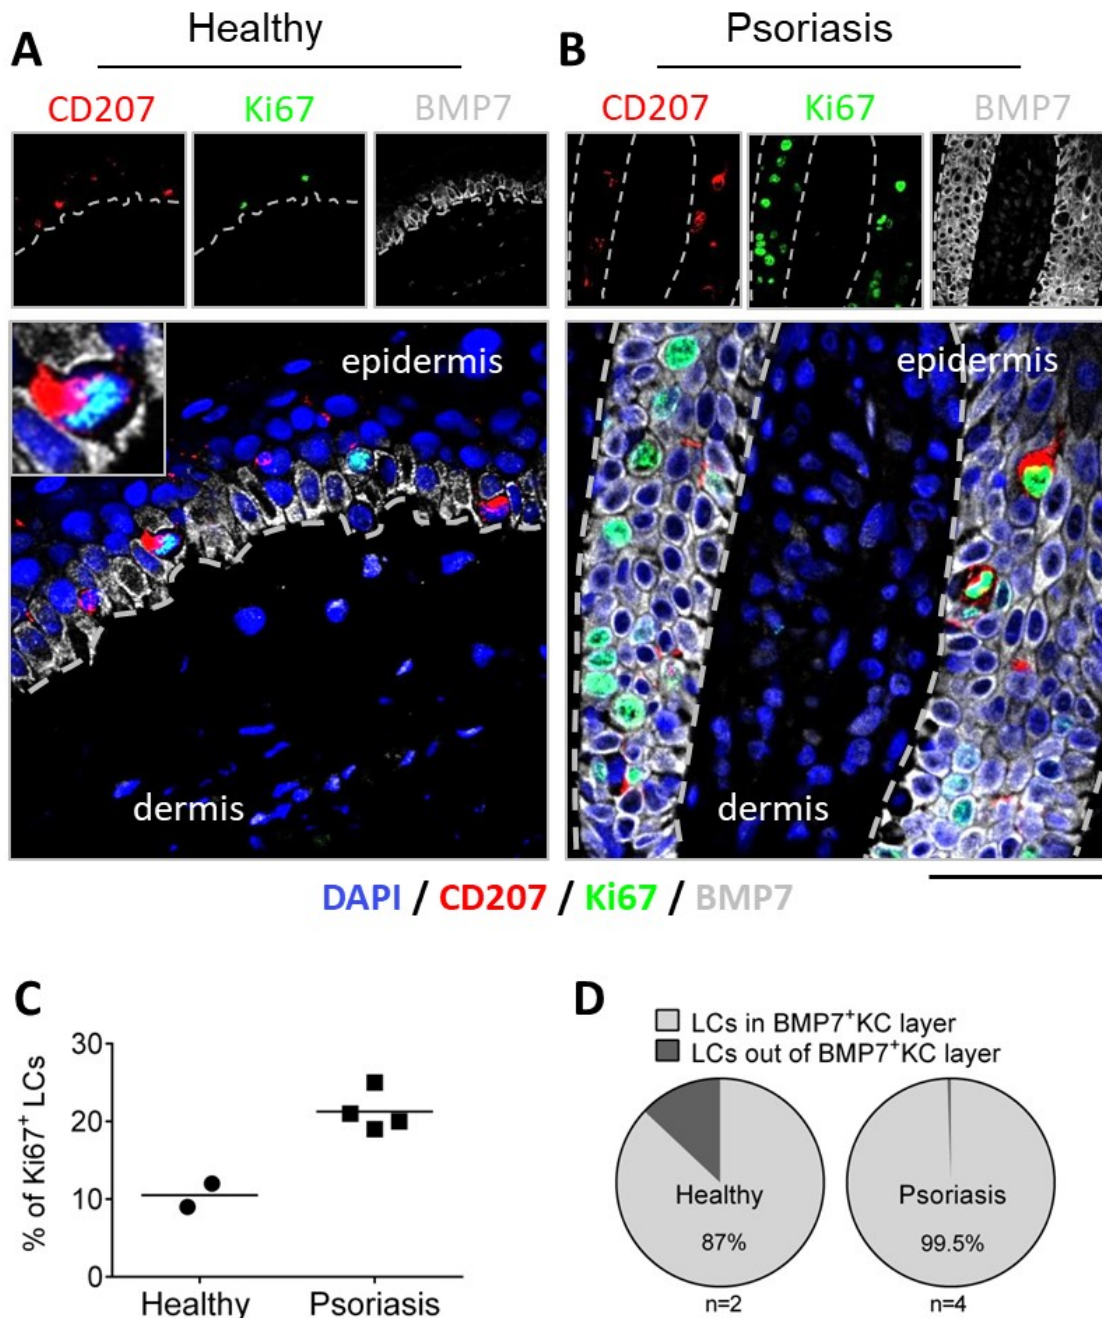 A
Healthy
CD207 Ki67 BMP7
epidermis
dermis
B
Psoriasis
CD207 Ki67 BMP7
epidermis
dermis
DAPI / CD207 / Ki67 / BMP7
C
% of Ki67⁺ LCs
30
20
10
0
Healthy Psoriasis
D
LCs in BMP7⁺KC layer
LCs out of BMP7⁺KC layer
Healthy
87%
n=2
Psoriasis
99.5%
n=4